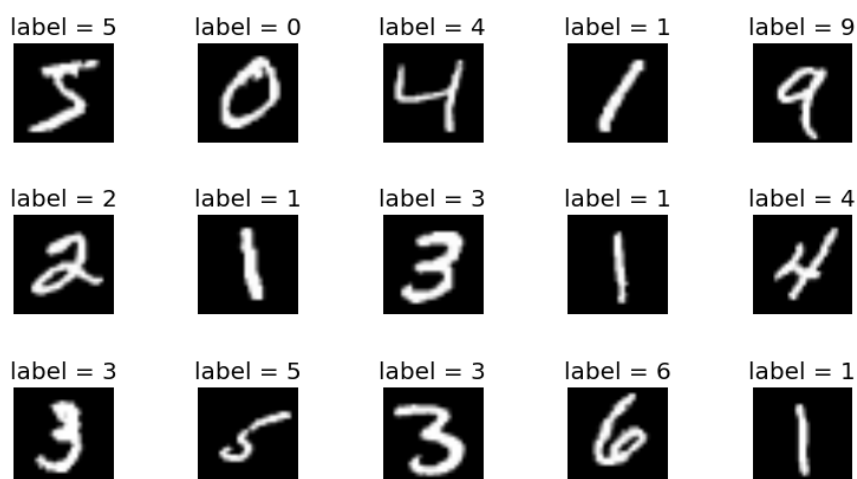 label = 5 label = 0 label = 4 label = 1 label = 9
5 0 4 1 9
label = 2 label = 1 label = 3 label = 1 label = 4
2 1 3 1 4
label = 3 label = 5 label = 3 label = 6 label = 1
3 5 3 6 1